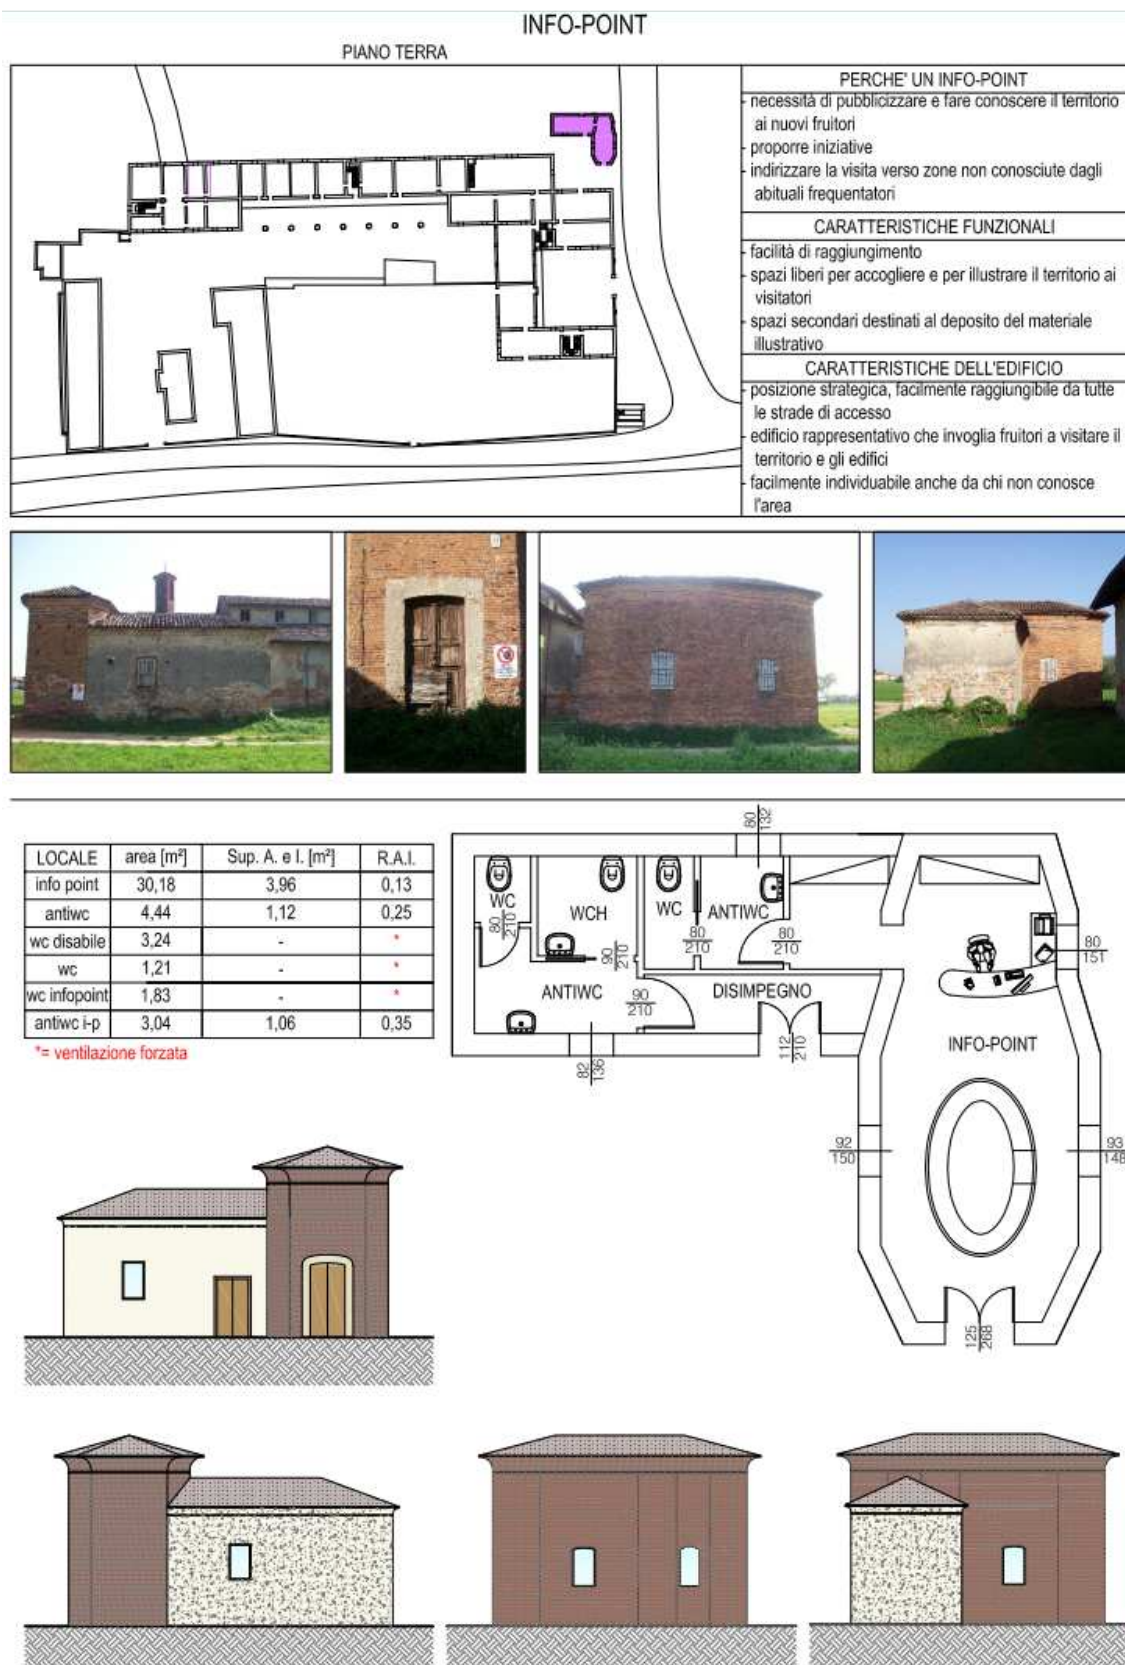 INFO-POINT
PIANO TERRA
PERCHE' UN INFO-POINT
- necessità di pubblicizzare e fare conoscere il territorio
ai nuovi fruitori
- proporre iniziative
- indirizzare la visita verso zone non conosciute dagli
abituali frequentatori
CARATTERISTICHE FUNZIONALI
- facilità di raggiungimento
- spazi liberi per accogliere e per illustrare il territorio ai
visitatori
- spazi secondari destinati al deposito del materiale
illustrativo
CARATTERISTICHE DELL'EDIFICIO
- posizione strategica, facilmente raggiungibile da tutte
le strade di accesso
- edificio rappresentativo che invoglia fruitori a visitare il
territorio e gli edifici
- facilmente individuabile anche da chi non conosce
l'area
LOCALE area [m²] Sup. A. e I. [m²] R.A.I.
info point 30,18 3,96 0,13
antiwc 4,44 1,12 0,25
wc disabile 3,24 - *
wc 1,21 - *
wc infopoint 1,83 - *
antiwc i-p 3,04 1,06 0,35
*= ventilazione forzata
80
132
WC
WCH
WC
ANTIWC
80
210
90
210
80
210
80
210
80
151
ANTIWC
90
210
DISIMPEGNO
INFO-POINT
82
136
112
210
92
150
93
148
125
268